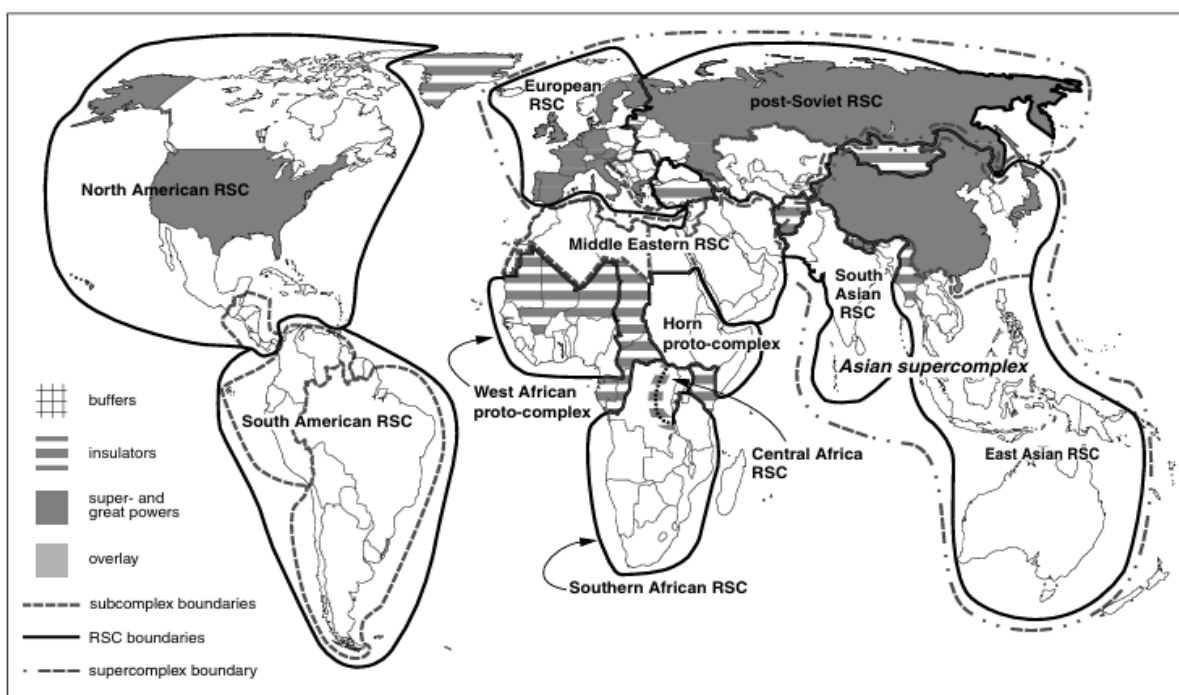 European
RSC
post-Soviet RSC
North American RSC
Middle Eastern RSC
South
Asian
RSC
Horn
proto-complex
Asian supercomplex
West African
proto-complex
South American RSC
Central Africa
RSC
East Asian RSC
Southern African RSC
buffers
insulators
super- and
great powers
overlay
subcomplex boundaries
RSC boundaries
supercomplex boundary